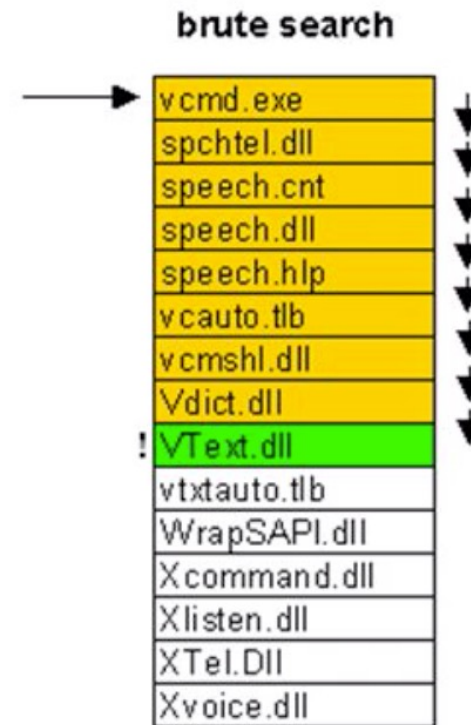 brute search
vcmd.exe
spchtel.dll
speech.cnt
speech.dll
speech.hlp
vcauto.tlb
vcmshl.dll
Vdict.dll
! VText.dll
vtxtauto.tlb
WrapSAPI.dll
Xcommand.dll
Xlisten.dll
XTel.Dll
Xvoice.dll